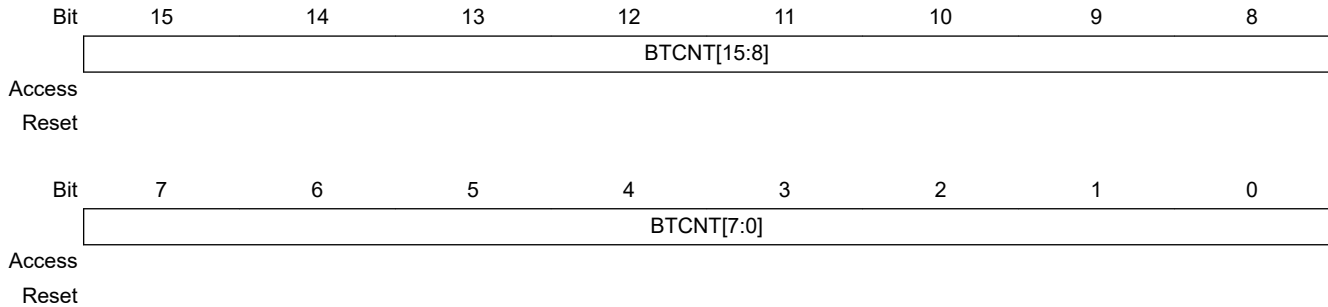 Bit 15 14 13 12 11 10 9 8
BTCNT[15:8]
Access
Reset
Bit 7 6 5 4 3 2 1 0
BTCNT[7:0]
Access
Reset